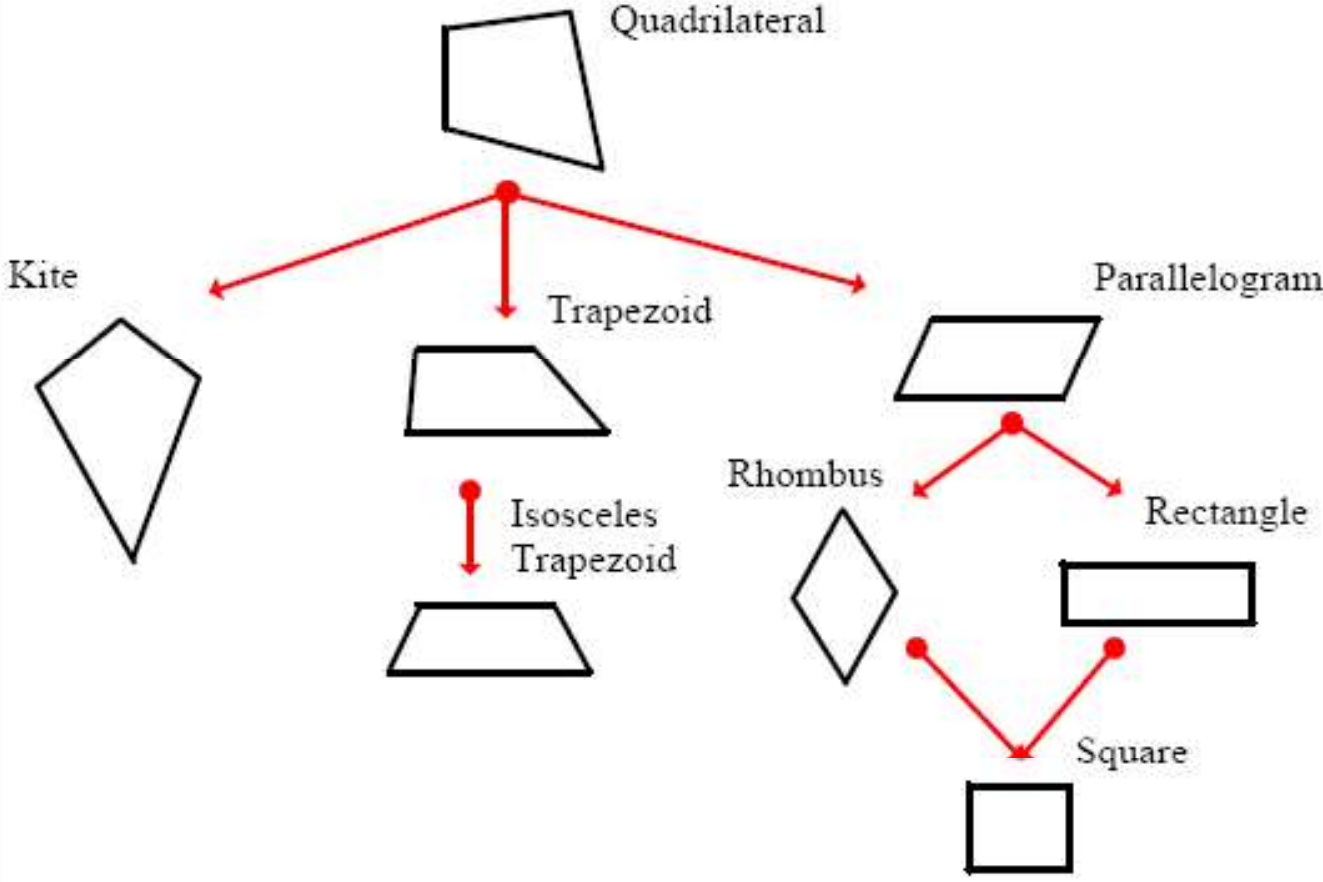 Quadrilateral
Kite
Trapezoid
Parallelogram
Rhombus
Isosceles
Trapezoid
Rectangle
Square